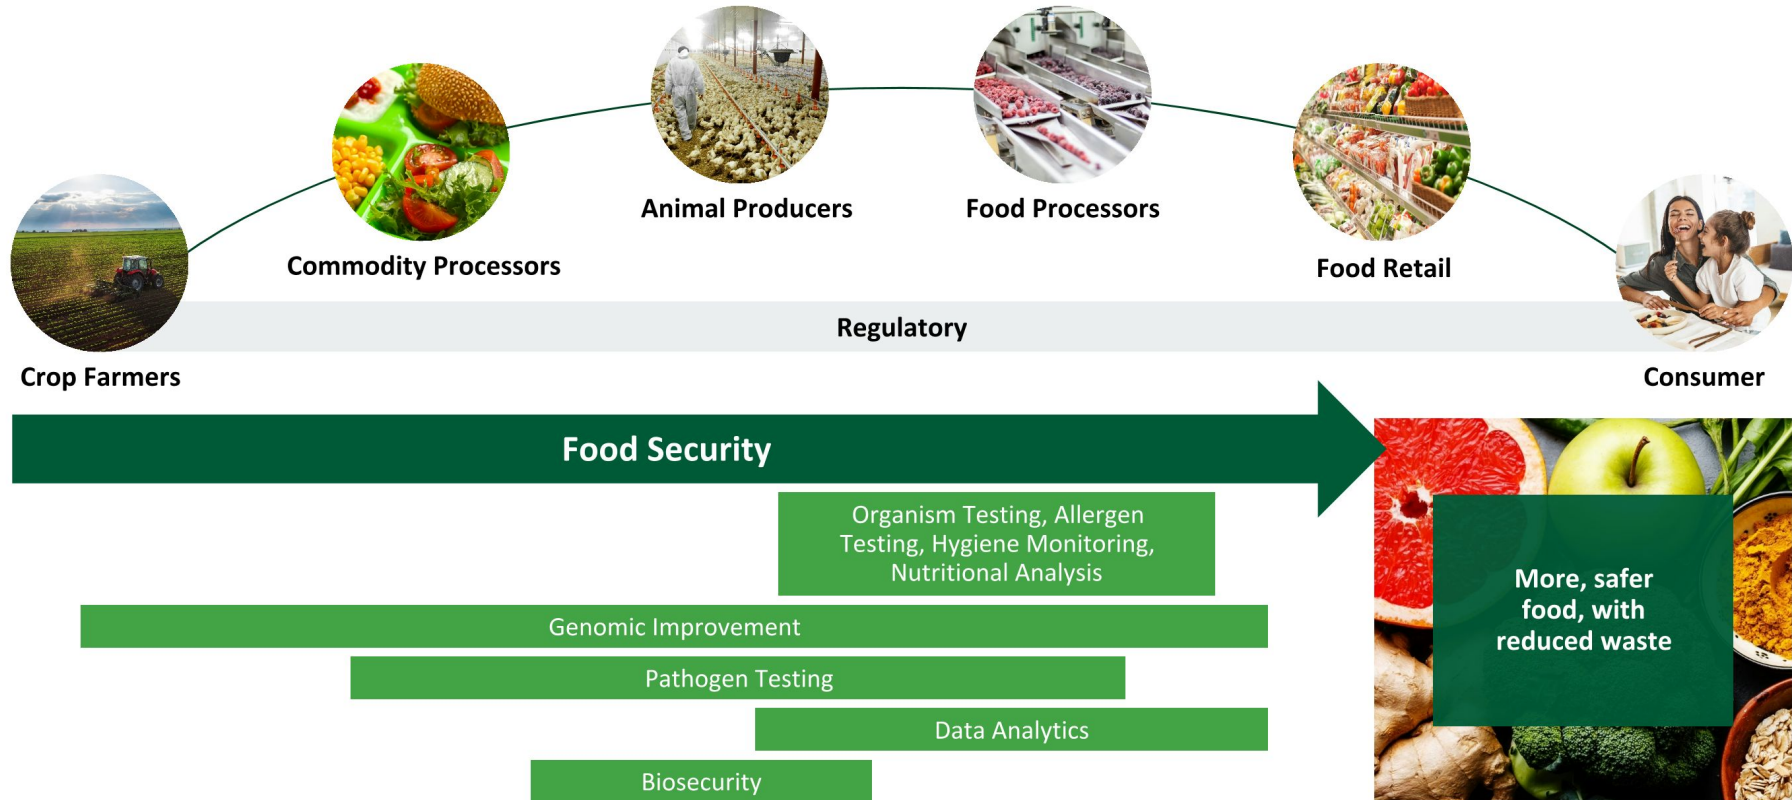 Animal Producers
Food Processors
Commodity Processors
Food Retail
Regulatory
Crop Farmers
Consumer
Food Security
Organism Testing, Allergen
Testing, Hygiene Monitoring,
Nutritional Analysis
Genomic Improvement
Pathogen Testing
Data Analytics
Biosecurity
More, safer
food, with
reduced waste